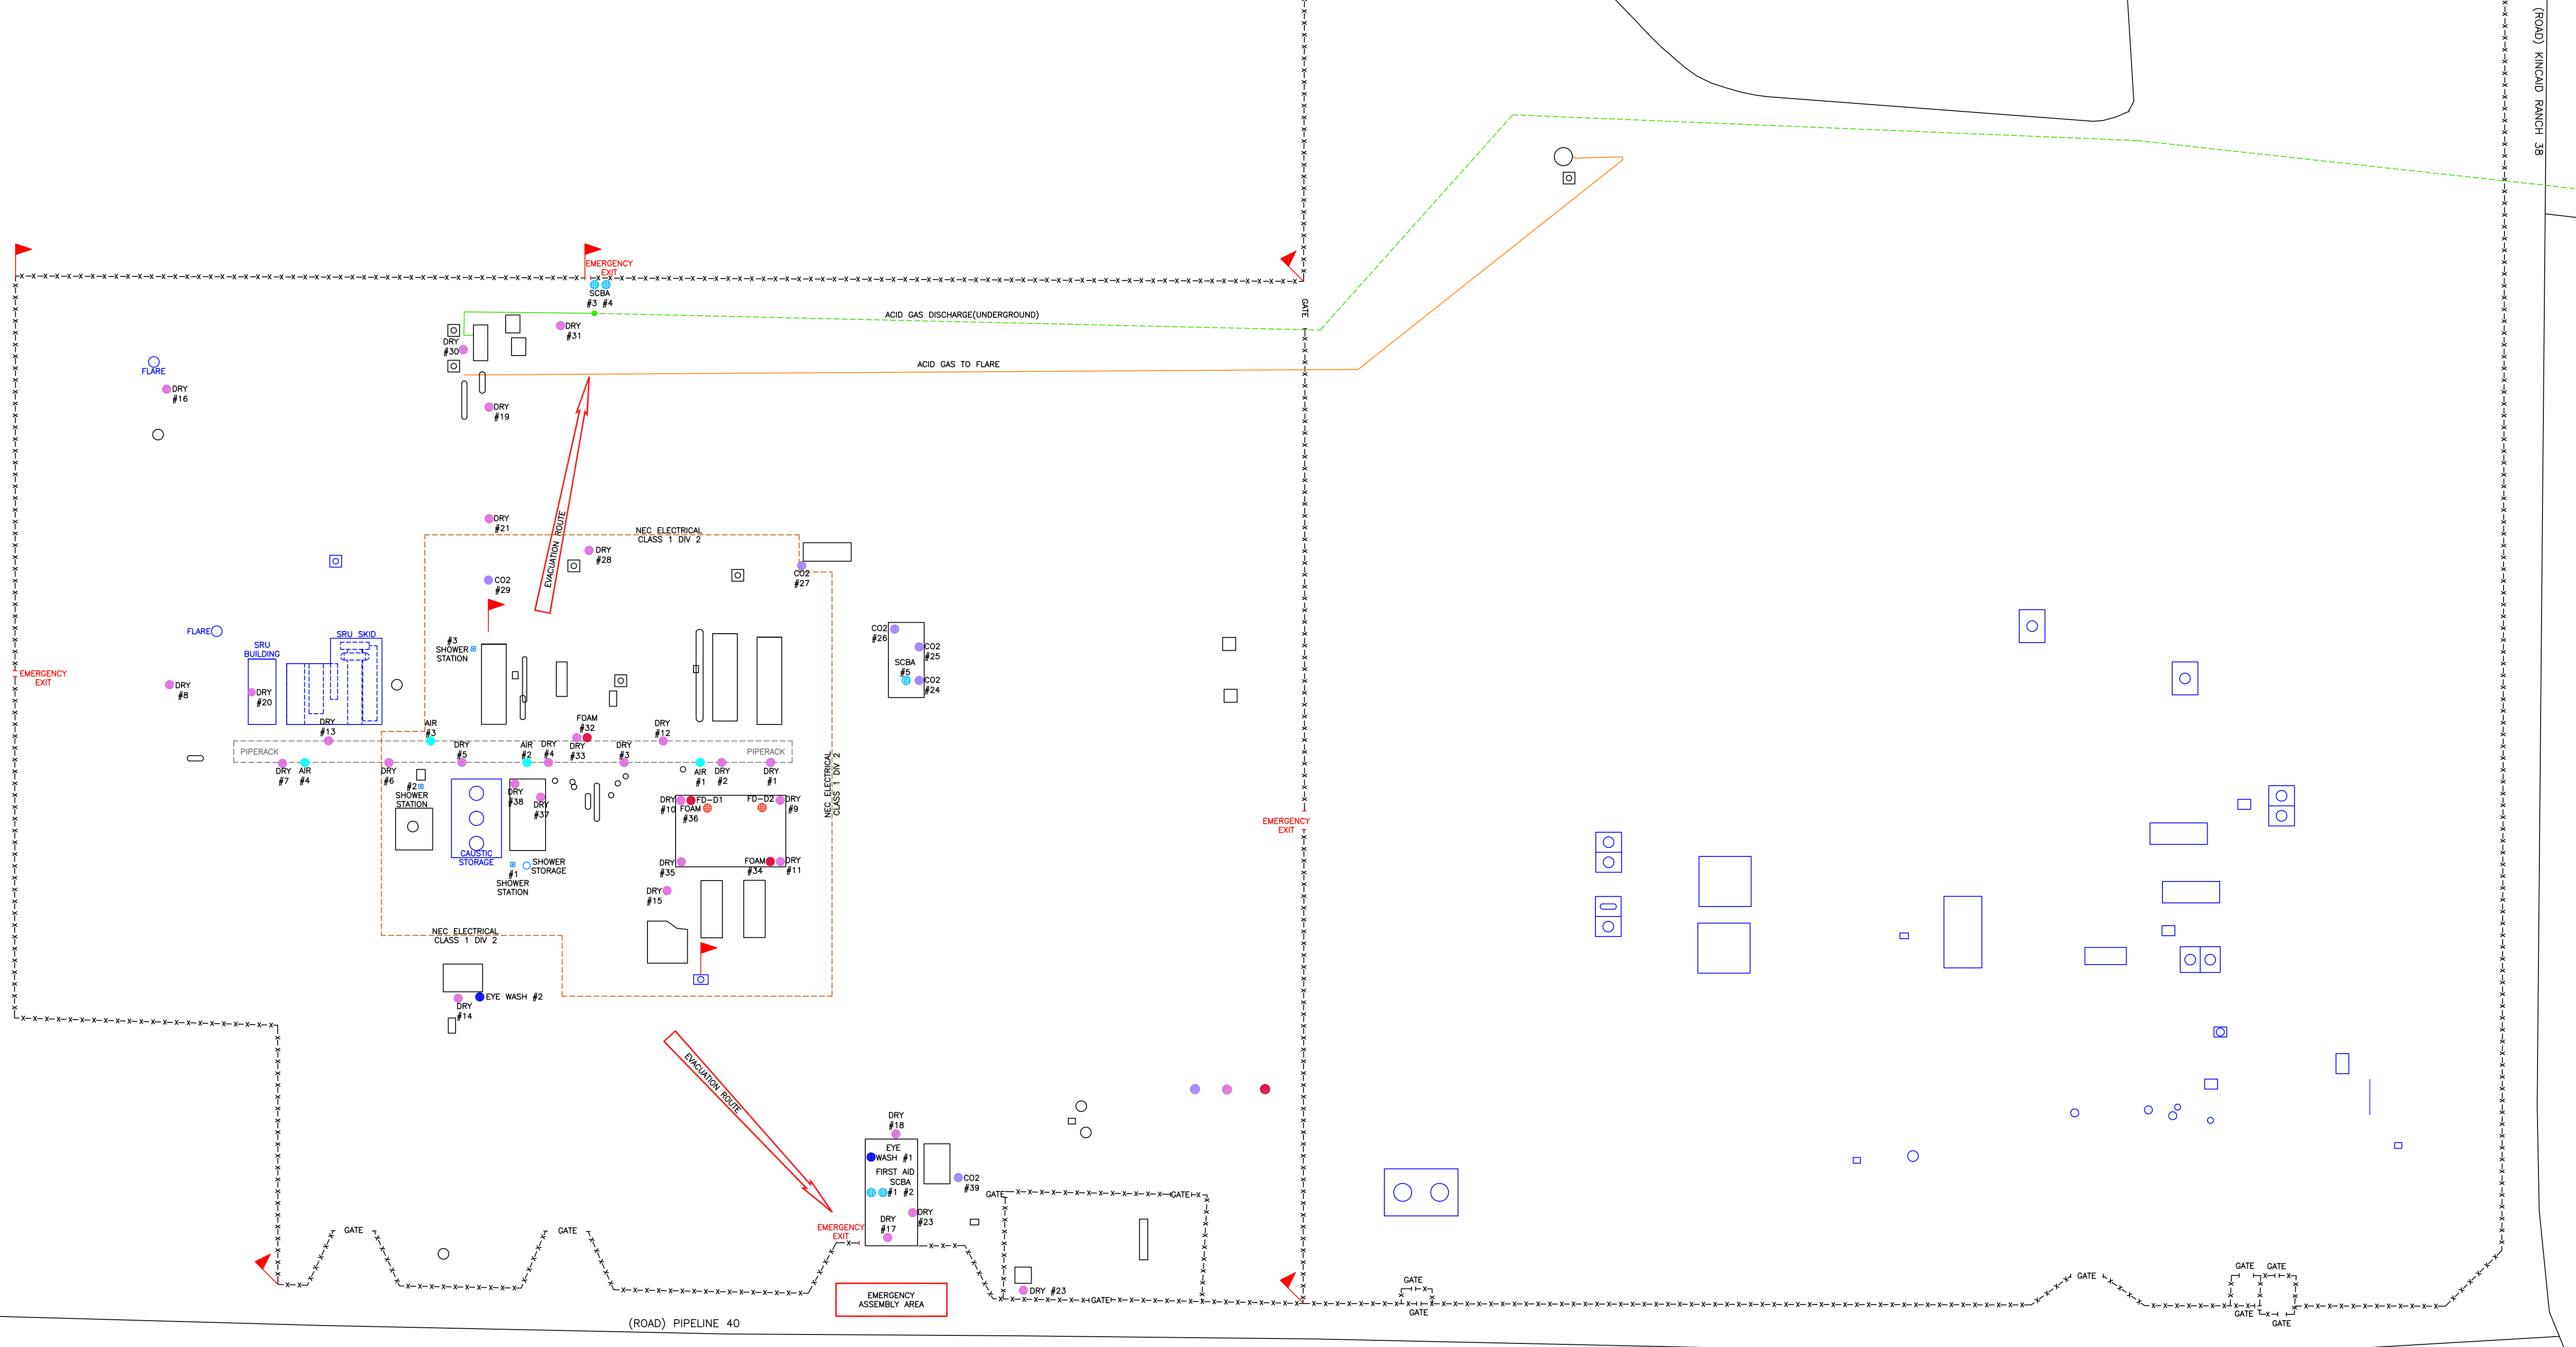 (ROAD) KINCAID RANCH 38
EMERGENCY
EXIT
SCBA
#3 #4
GATE
ACID GAS DISCHARGE(UNDERGROUND)
DRY
#31
DRY
#30
ACID GAS TO FLARE
FLARE
DRY
#16
DRY
#19
EVACUATION ROUTE
DRY
#21
NEC ELECTRICAL
CLASS 1 DIV 2
DRY
#28
CO2
#29
CO2
#27
FLARE
SRU
BUILDING
SRU SKID
#3
SHOWER
STATION
CO2
#26
CO2
#25
SCBA
#5
CO2
#24
EMERGENCY
EXIT
DRY
#8
DRY
#20
DRY
#13
AIR
#3
FOAM
#32
DRY
#12
PIPERACK
PIPERACK
DRY
#5
AIR
#2
DRY
#4
DRY
#33
DRY
#3
DRY
#7
AIR
#4
DRY
#6
AIR
#1
DRY
#2
DRY
#1
NEC ELECTRICAL
CLASS 1 DIV 2
#2
SHOWER
STATION
DRY
#38
DRY
#37
DRY
#10
FD-D1
FOAM
#36
FD-D2
DRY
#9
EMERGENCY
EXIT
CAUSTIC
STORAGE
#1
SHOWER
STATION
SHOWER
STORAGE
DRY
#35
FOAM
#34
DRY
#11
DRY
#15
NEC ELECTRICAL
CLASS 1 DIV 2
EYE WASH #2
DRY
#14
EVACUATION ROUTE
DRY
#18
EYE
WASH #1
FIRST AID
SCBA
#1 #2
CO2
#39
DRY
#23
DRY
#17
EMERGENCY
EXIT
GATE
GATE
GATE
GATE
DRY #23
GATE
EMERGENCY
ASSEMBLY AREA
GATE
GATE
GATE
GATE
GATE
GATE
GATE
(ROAD) PIPELINE 40